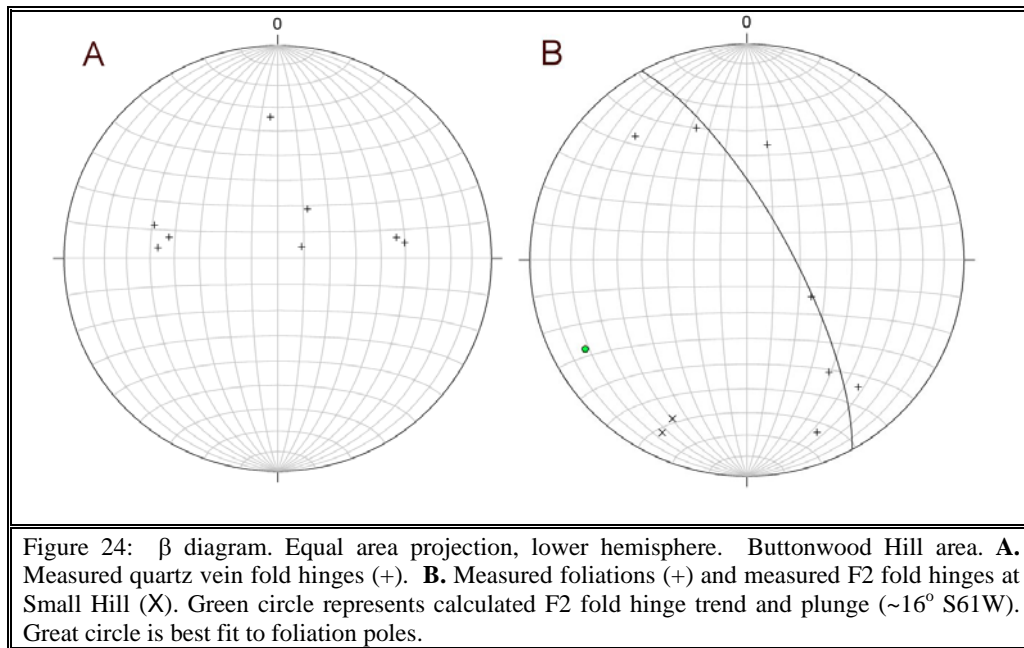 0
0
A
B
Figure 24: β diagram. Equal area projection, lower hemisphere. Buttonwood Hill area. A.
Measured quartz vein fold hinges (+). B. Measured foliations (+) and measured F2 fold hinges at
Small Hill (X). Green circle represents calculated F2 fold hinge trend and plunge (~16° S61W).
Great circle is best fit to foliation poles.